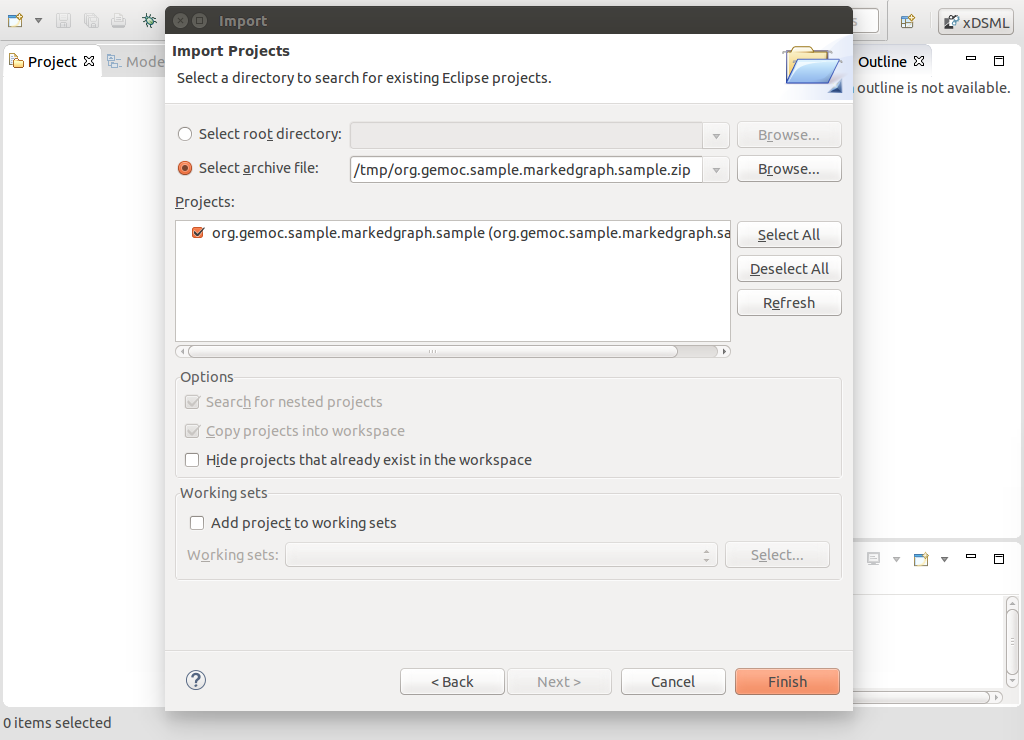 Import
s
xDSML
Project
Mode
Import Projects
Select a directory to search for existing Eclipse projects.
Outline
outline is not available.
Select root directory:
Browse...
Select archive file:
/tmp/org.gemoc.sample.markedgraph.sample.zip
Browse...
Projects:
org.gemoc.sample.markedgraph.sample (org.gemoc.sample.markedgraph.sa
Select All
Deselect All
Refresh
Options
Search for nested projects
Copy projects into workspace
Hide projects that already exist in the workspace
Working sets
Add project to working sets
Working sets:
Select...
?
< Back
Next >
Cancel
Finish
0 items selected